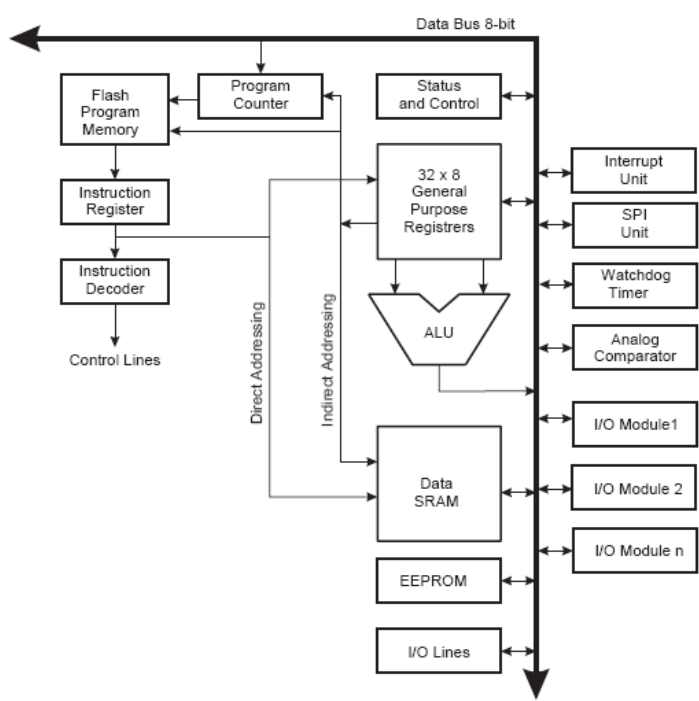 Data Bus 8-bit
Flash
Program
Memory
Program
Counter
Status
and Control
Interrupt
Unit
32 x 8
General
Purpose
Registrers
Instruction
Register
SPI
Unit
Instruction
Decoder
Watchdog
Timer
Control Lines
Direct Addressing
Indirect Addressing
ALU
Analog
Comparator
I/O Module1
Data
SRAM
I/O Module 2
I/O Module n
EEPROM
I/O Lines